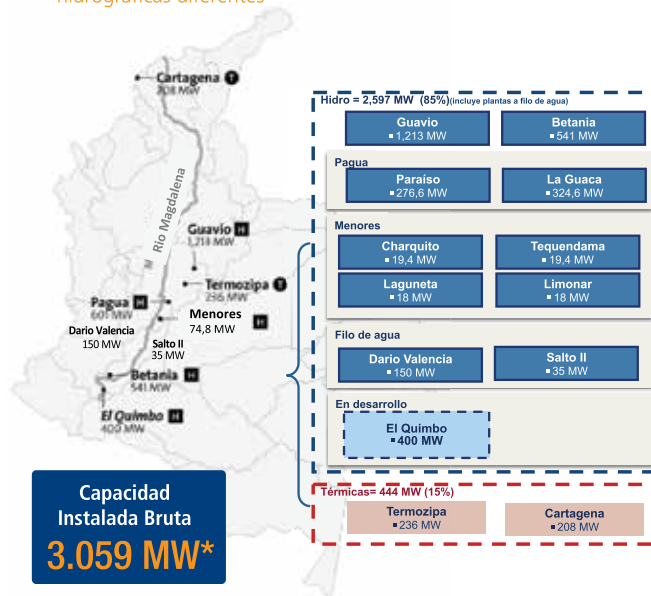 hidrográficas diferentes
Cartagena T
208 MW
Rio Magdalena
Guavio H
1,213 MW
Termozipa T
236 MW
Pagua H
601 MW
Menores H
74,8 MW
Dario Valencia
150 MW
Salto II
35 MW
Betania H
541 MW
El Quimbo H
400 MW
Capacidad
Instalada Bruta
3.059 MW*
Hidro = 2,597 MW (85%)(incluye plantas a filo de agua)
Guavio
1,213 MW
Betania
541 MW
Pagua
Paraíso
276,6 MW
La Guaca
324,6 MW
Menores
Charquito
19,4 MW
Tequendama
19,4 MW
Laguneta
18 MW
Limonar
18 MW
Filo de agua
Dario Valencia
150 MW
Salto II
35 MW
En desarrollo
El Quimbo
400 MW
Térmicas= 444 MW (15%)
Termozipa
236 MW
Cartagena
208 MW